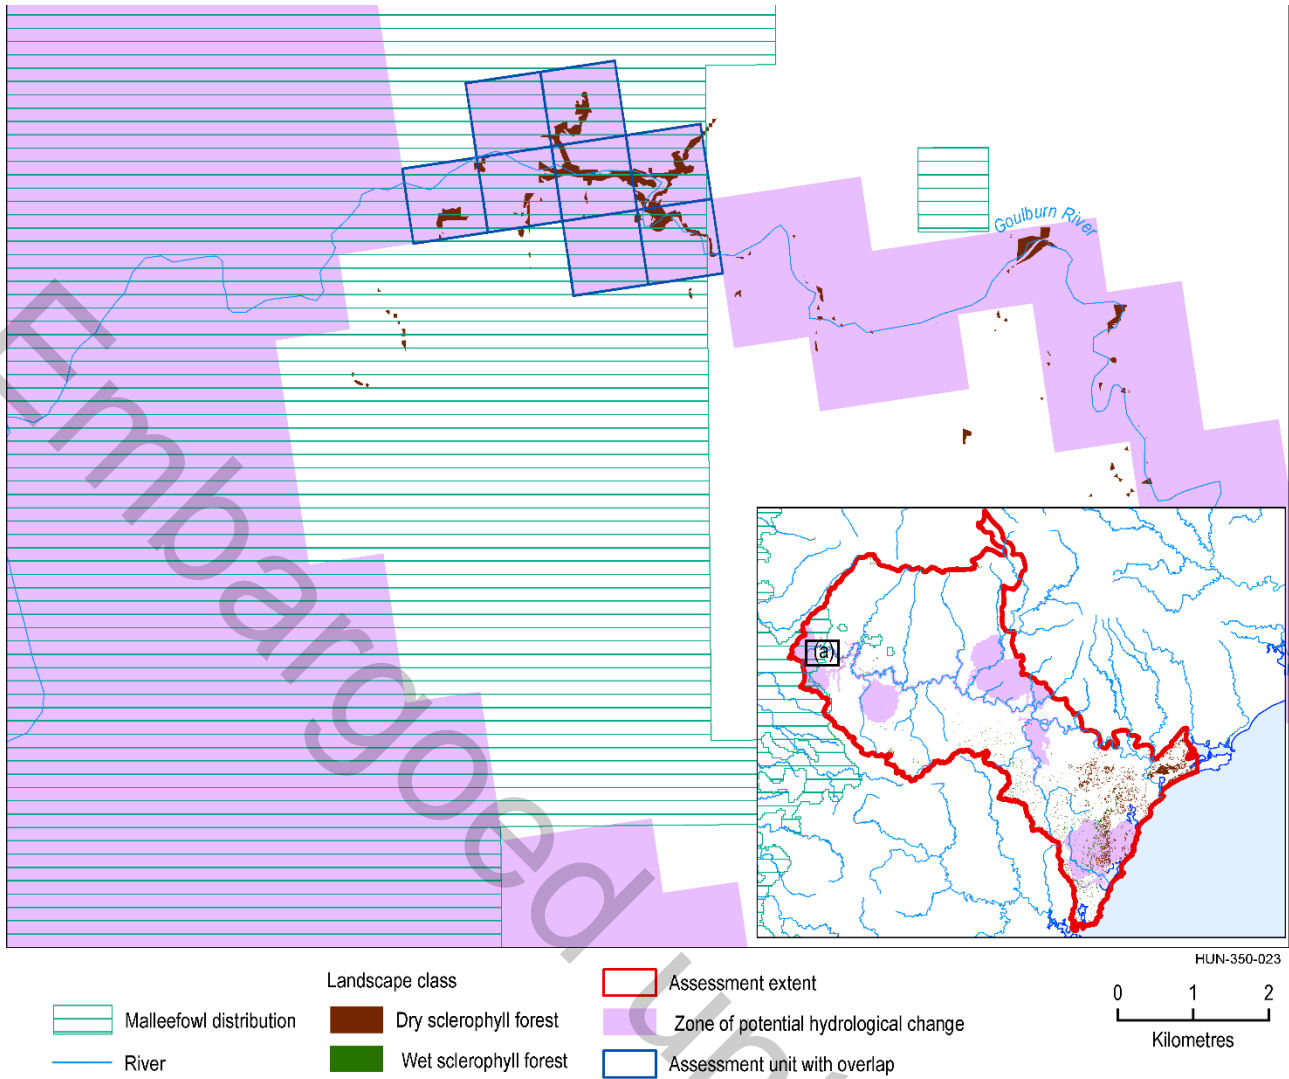 Goulburn River
(a)
Embargoed un
HUN-350-023
Landscape class
Malleefowl distribution
River
Dry sclerophyll forest
Wet sclerophyll forest
Assessment extent
Zone of potential hydrological change
Assessment unit with overlap
0 1 2
Kilometres